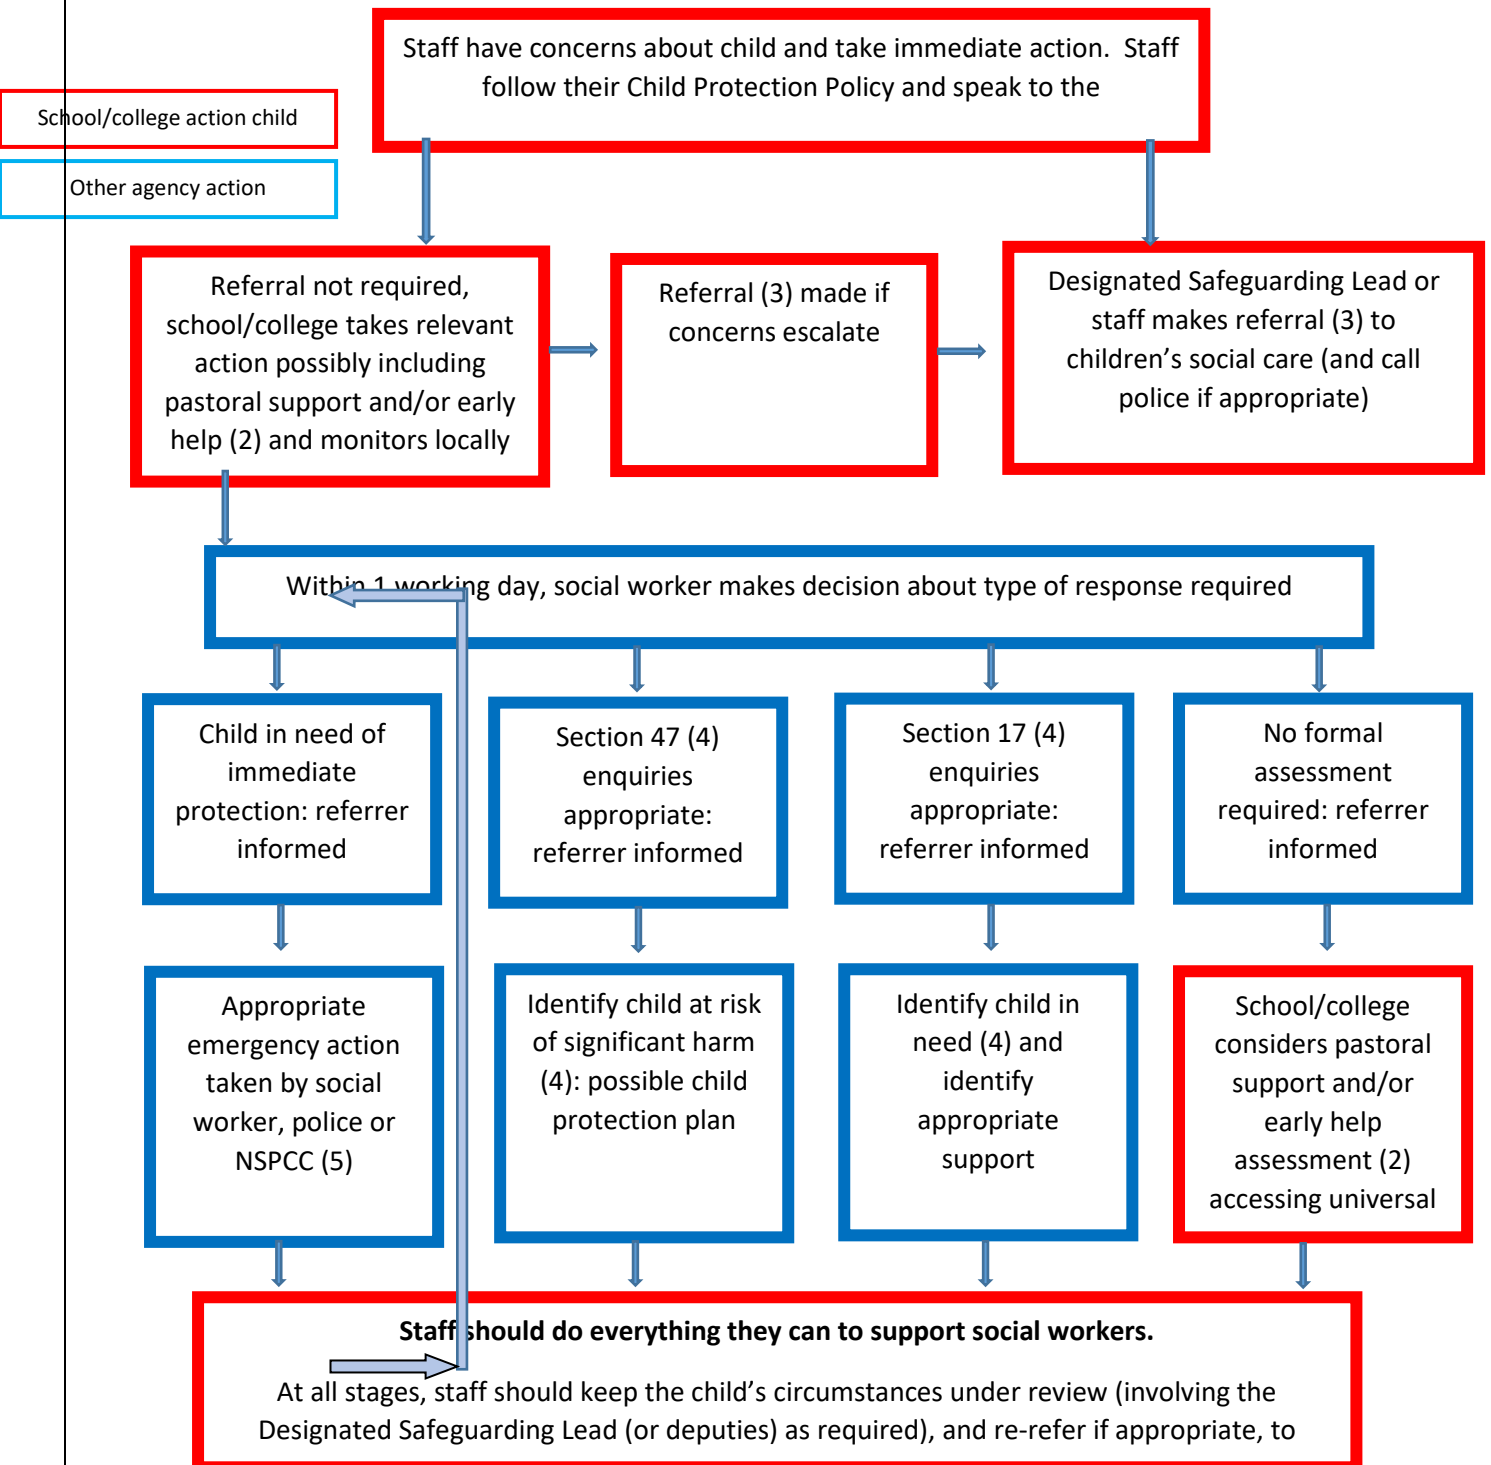 Staff have concerns about child and take immediate action.  Staff
follow their Child Protection Policy and speak to the
School/college action child
Other agency action
Referral not required,
school/college takes relevant
action possibly including
pastoral support and/or early
help (2) and monitors locally
Referral (3) made if
concerns escalate
Designated Safeguarding Lead or
staff makes referral (3) to
children’s social care (and call
police if appropriate)
Within 1 working day, social worker makes decision about type of response required
Child in need of
immediate
protection: referrer
informed
Section 47 (4)
enquiries
appropriate:
referrer informed
Section 17 (4)
enquiries
appropriate:
referrer informed
No formal
assessment
required: referrer
informed
Appropriate
emergency action
taken by social
worker, police or
NSPCC (5)
Identify child at risk
of significant harm
(4): possible child
protection plan
Identify child in
need (4) and
identify
appropriate
support
School/college
considers pastoral
support and/or
early help
assessment (2)
accessing universal
Staff should do everything they can to support social workers.
At all stages, staff should keep the child’s circumstances under review (involving the
Designated Safeguarding Lead (or deputies) as required), and re-refer if appropriate, to